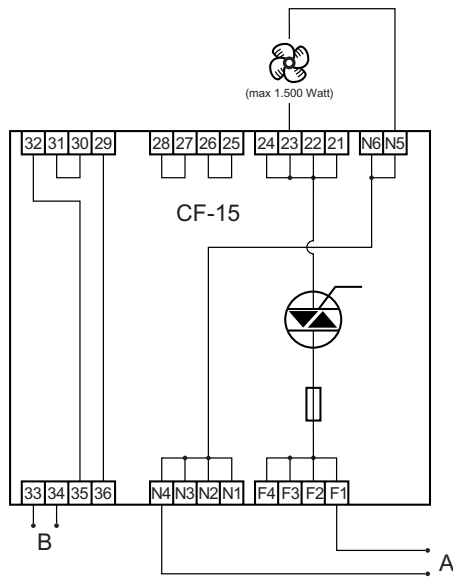 (max 1.500 Watt)
32 31 30 29 28 27 26 25 24 23 22 21 N6 N5
CF-15
33 34 35 36 N4 N3 N2 N1 F4 F3 F2 F1
B
A